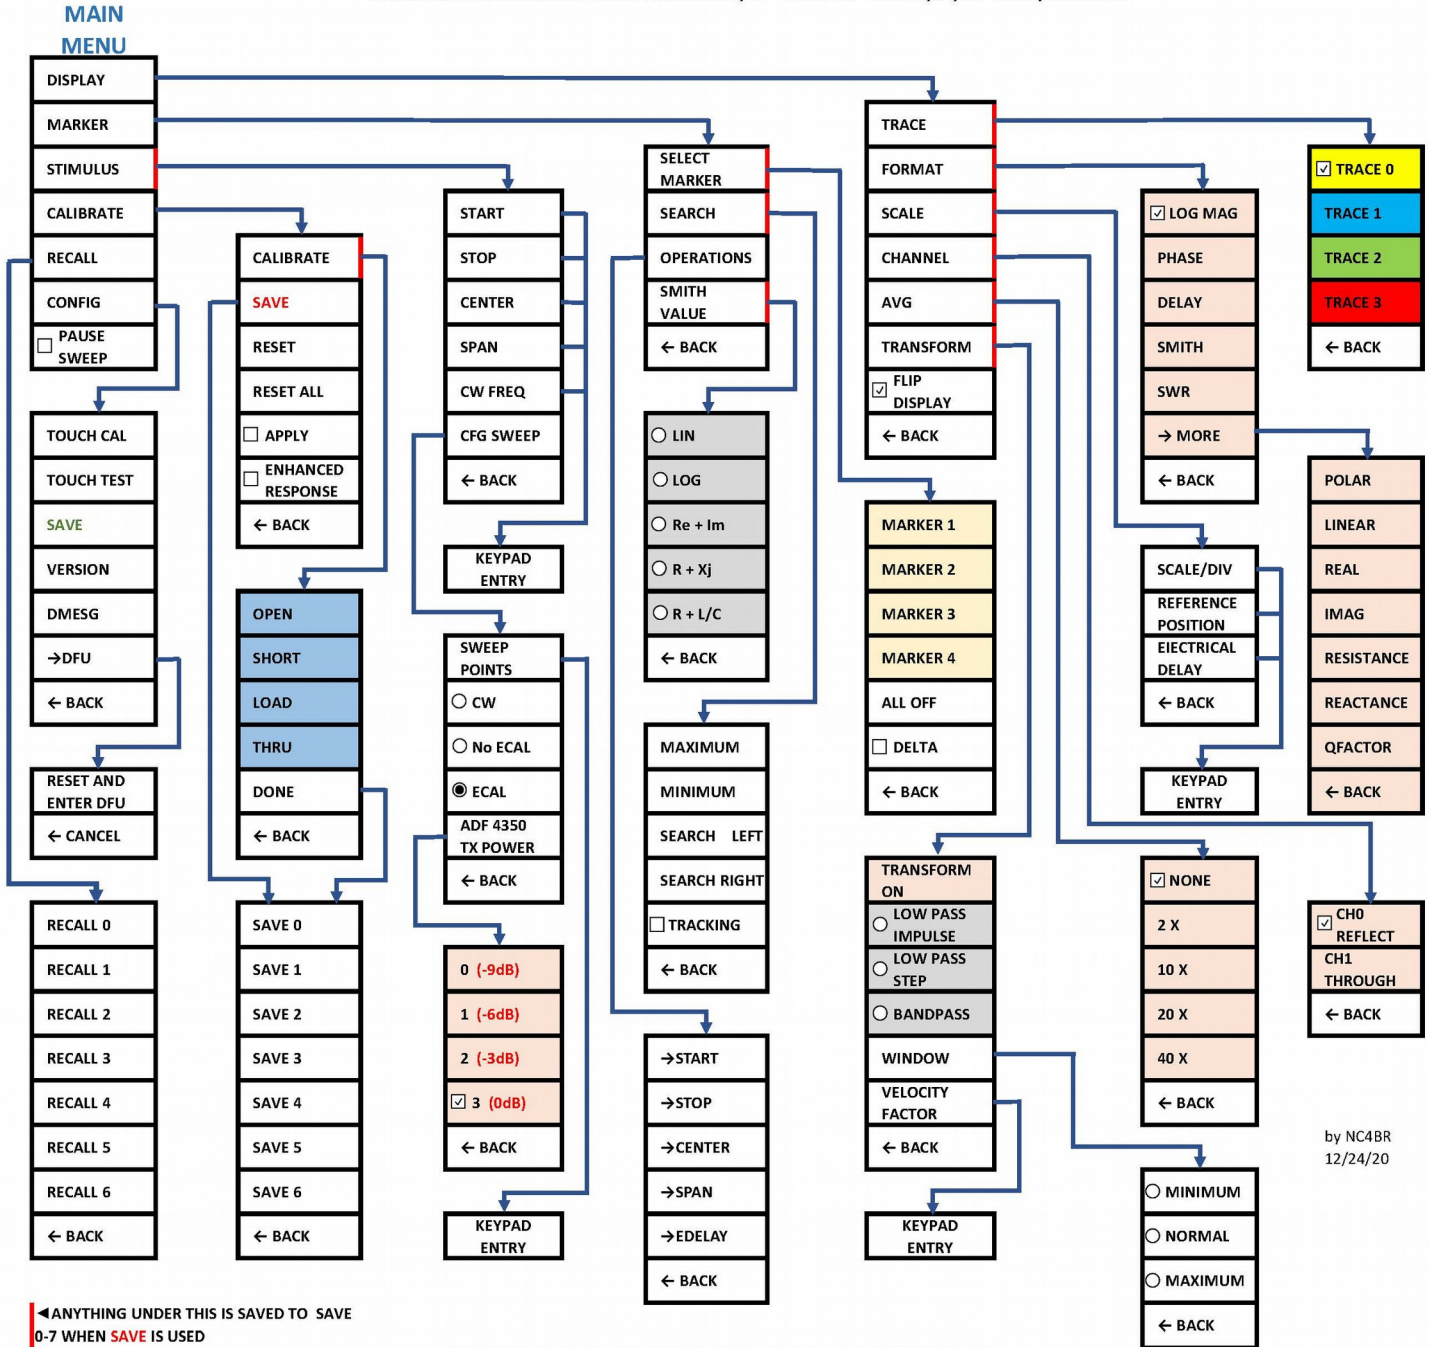 MAIN
MENU
DISPLAY
MARKER
STIMULUS
CALIBRATE
RECALL
CONFIG
PAUSE
SWEEP
TOUCH CAL
TOUCH TEST
SAVE
VERSION
DMESG
→DFU
← BACK
RESET AND
ENTER DFU
← CANCEL
RECALL 0
RECALL 1
RECALL 2
RECALL 3
RECALL 4
RECALL 5
RECALL 6
← BACK
CALIBRATE
SAVE
RESET
RESET ALL
APPLY
ENHANCED
RESPONSE
← BACK
OPEN
SHORT
LOAD
THRU
DONE
← BACK
SAVE 0
SAVE 1
SAVE 2
SAVE 3
SAVE 4
SAVE 5
SAVE 6
← BACK
START
STOP
CENTER
SPAN
CW FREQ
CFG SWEEP
← BACK
KEYPAD
ENTRY
SWEEP
POINTS
CW
No ECAL
ECAL
ADF 4350
TX POWER
← BACK
0 (-9dB)
1 (-6dB)
2 (-3dB)
3 (0dB)
← BACK
KEYPAD
ENTRY
SELECT
MARKER
SEARCH
OPERATIONS
SMITH
VALUE
← BACK
LIN
LOG
Re + Im
R + Xj
R + L/C
← BACK
MAXIMUM
MINIMUM
SEARCH LEFT
SEARCH RIGHT
TRACKING
← BACK
→START
→STOP
→CENTER
→SPAN
→EDELAY
← BACK
TRACE
FORMAT
SCALE
CHANNEL
AVG
TRANSFORM
FLIP
DISPLAY
← BACK
MARKER 1
MARKER 2
MARKER 3
MARKER 4
ALL OFF
DELTA
← BACK
TRANSFORM
ON
LOW PASS
IMPULSE
LOW PASS
STEP
BANDPASS
WINDOW
VELOCITY
FACTOR
← BACK
KEYPAD
ENTRY
LOG MAG
PHASE
DELAY
SMITH
SWR
→ MORE
← BACK
SCALE/DIV
REFERENCE
POSITION
ElECTRICAL
DELAY
← BACK
KEYPAD
ENTRY
NONE
2 X
10 X
20 X
40 X
← BACK
MINIMUM
NORMAL
MAXIMUM
← BACK
TRACE 0
TRACE 1
TRACE 2
TRACE 3
← BACK
POLAR
LINEAR
REAL
IMAG
RESISTANCE
REACTANCE
QFACTOR
← BACK
CH0
REFLECT
CH1
THROUGH
← BACK
by NC4BR
12/24/20
◄ANYTHING UNDER THIS IS SAVED TO SAVE
0-7 WHEN SAVE IS USED